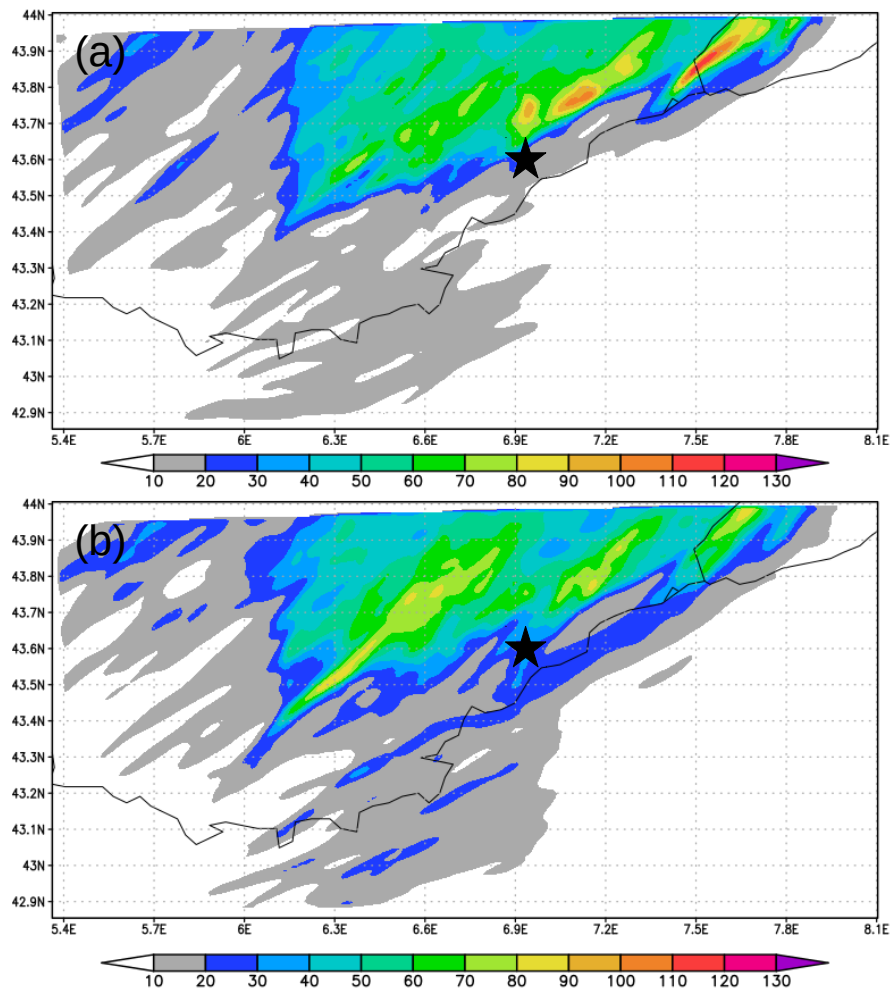 44N
(a)
43.9N
43.8N
43.7N
43.6N
43.5N
43.4N
43.3N
43.2N
43.1N
43N
42.9N
5.4E 5.7E 6E 6.3E 6.6E 6.9E 7.2E 7.5E 7.8E 8.1E
10 20 30 40 50 60 70 80 90 100 110 120 130
44N
(b)
43.9N
43.8N
43.7N
43.6N
43.5N
43.4N
43.3N
43.2N
43.1N
43N
42.9N
5.4E 5.7E 6E 6.3E 6.6E 6.9E 7.2E 7.5E 7.8E 8.1E
10 20 30 40 50 60 70 80 90 100 110 120 130